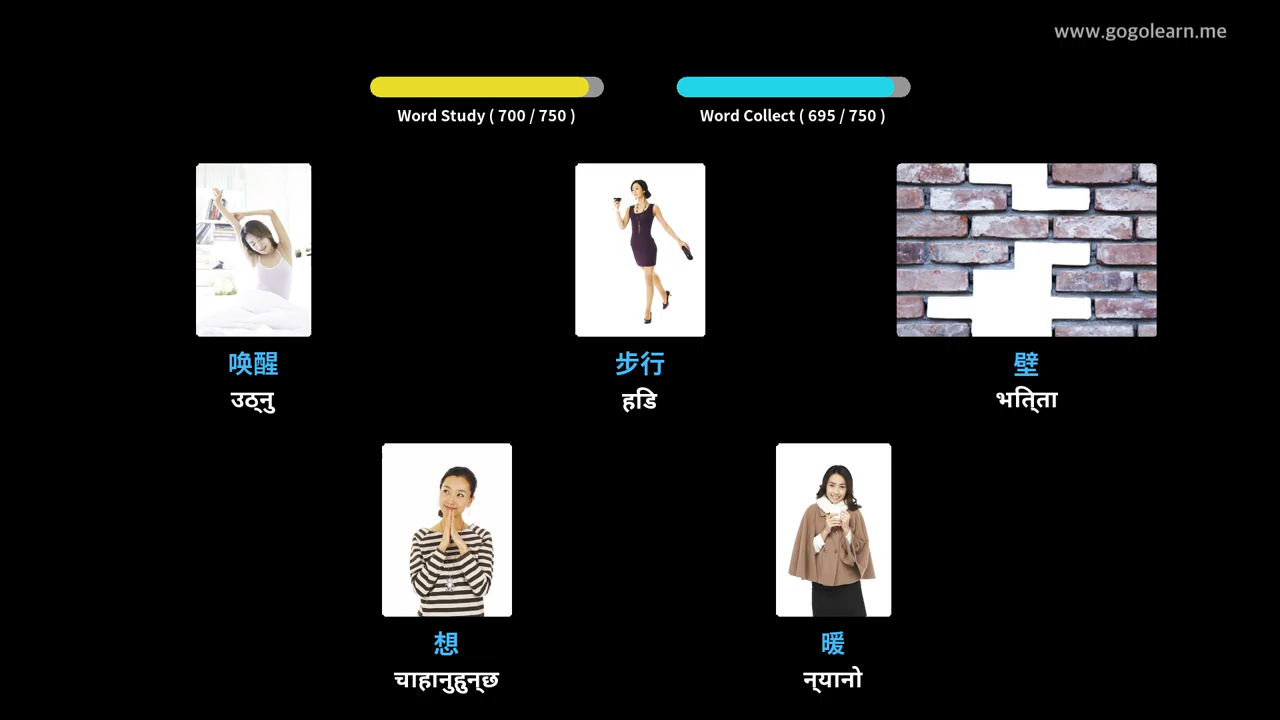 www.gogolearn.me
Word Study ( 700 / 750 )
Word Collect ( 695 / 750 )
唤醒
उठ्नु
步行
हिड
壁
भित्ता
想
चाहानुहुन्छ
暖
न्यानो